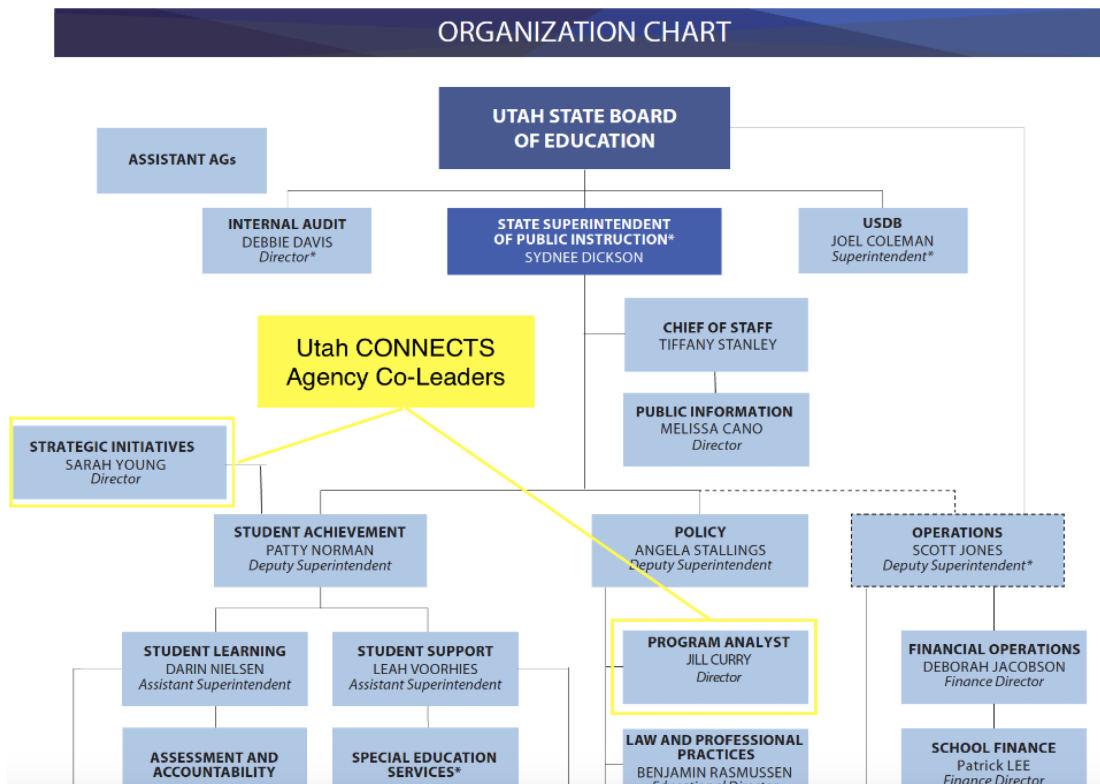 ORGANIZATION CHART
UTAH STATE BOARD
OF EDUCATION
ASSISTANT AGs
INTERNAL AUDIT
DEBBIE DAVIS
Director*
STATE SUPERINTENDENT
OF PUBLIC INSTRUCTION*
SYDNEE DICKSON
USDB
JOEL COLEMAN
Superintendent*
CHIEF OF STAFF
TIFFANY STANLEY
Utah CONNECTS
Agency Co-Leaders
PUBLIC INFORMATION
MELISSA CANO
Director
STRATEGIC INITIATIVES
SARAH YOUNG
Director
STUDENT ACHIEVEMENT
PATTY NORMAN
Deputy Superintendent
POLICY
ANGELA STALLINGS
Deputy Superintendent
OPERATIONS
SCOTT JONES
Deputy Superintendent*
STUDENT LEARNING
DARIN NIELSEN
Assistant Superintendent
STUDENT SUPPORT
LEAH VOORHIES
Assistant Superintendent
PROGRAM ANALYST
JILL CURRY
Director
FINANCIAL OPERATIONS
DEBORAH JACOBSON
Finance Director
ASSESSMENT AND
ACCOUNTABILITY
SPECIAL EDUCATION
SERVICES*
LAW AND PROFESSIONAL
PRACTICES
BENJAMIN RASMUSSEN
Educational Director
SCHOOL FINANCE
Patrick LEE
Finance Director